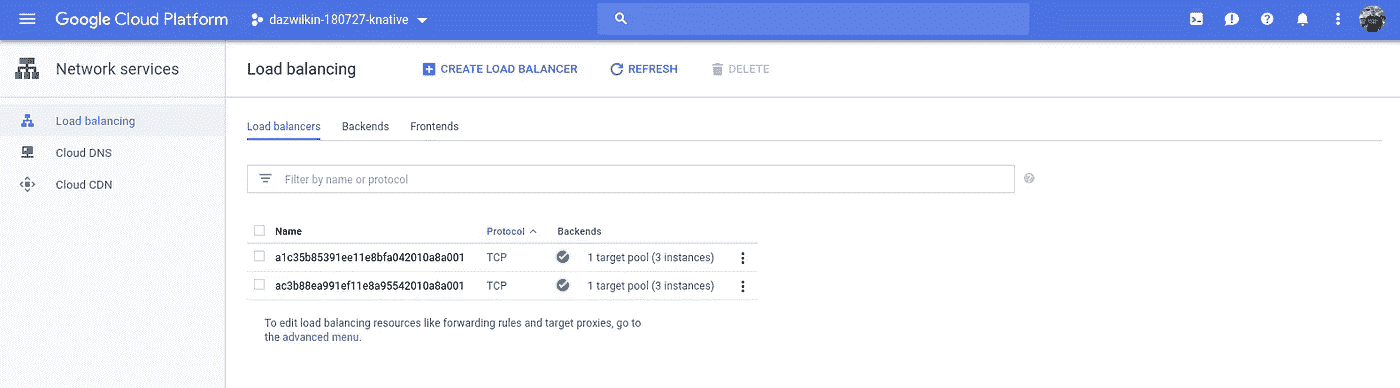 Google Cloud Platform dazwilkin-180727-knative
Network services
Load balancing CREATE LOAD BALANCER REFRESH DELETE
Load balancing
Cloud DNS
Cloud CDN
Load balancers Backends Frontends
Filter by name or protocol
Name Protocol Backends
a1c35b85391ee11e8bfa042010a8a001 TCP 1 target pool (3 instances)
ac3b88ea991ef11e8a95542010a8a001 TCP 1 target pool (3 instances)
To edit load balancing resources like forwarding rules and target proxies, go to
the advanced menu.